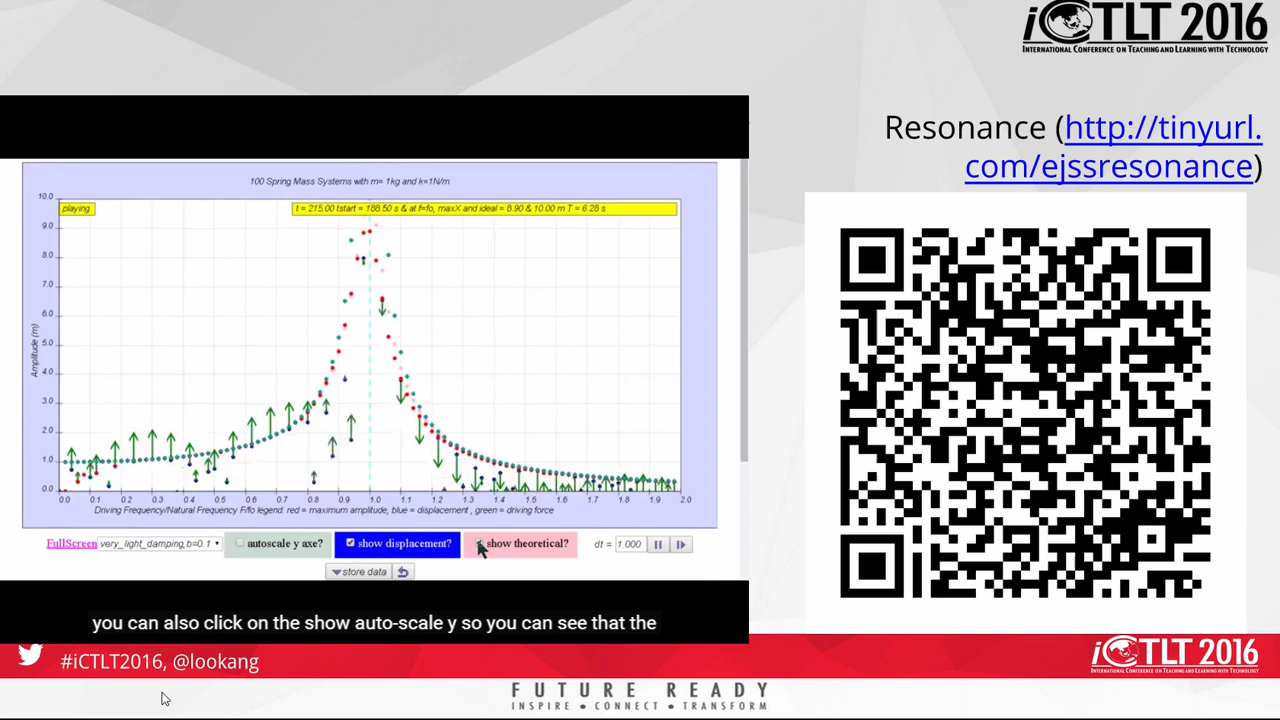 iCTLT 2016
INTERNATIONAL CONFERENCE ON TEACHING AND LEARNING WITH TECHNOLOGY
Resonance (http://tinyurl.
com/ejssresonance)
100 Spring Mass Systems with m= 1kg and k=1N/m
playing
t = 215.00 tstart = 188.50 s & at f=fo, maxX and ideal = 8.90 & 10.00 m T = 6.28 s
10.0
9.0
8.0
7.0
6.0
5.0
4.0
3.0
2.0
1.0
0.0
Amplitude (m)
0.0 0.1 0.2 0.3 0.4 0.5 0.6 0.7 0.8 0.9 1.0 1.1 1.2 1.3 1.4 1.5 1.6 1.7 1.8 1.9 2.0
Driving Frequency/Natural Frequency F/fo legend: red = maximum amplitude, blue = displacement , green = driving force
FullScreen very_light_damping,b=0.1 autoscale y axe? show displacement? show theoretical? dt = 1.000
store data
you can also click on the show auto-scale y so you can see that the
#iCTLT2016, @lookang
iCTLT 2016
INTERNATIONAL CONFERENCE ON TEACHING AND LEARNING WITH TECHNOLOGY
FUTURE READY
INSPIRE • CONNECT • TRANSFORM